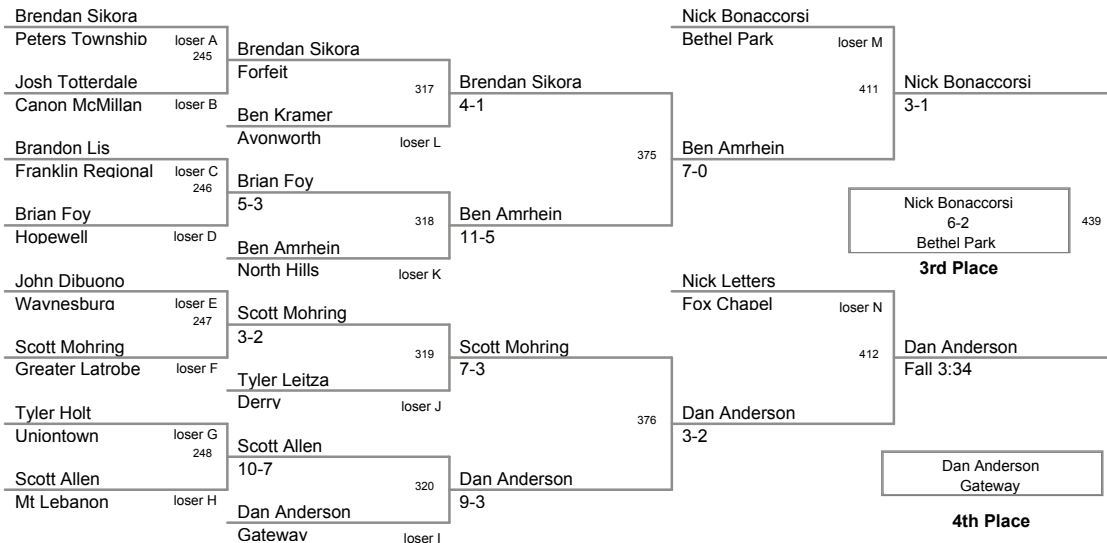 Brendan Sikora
Peters Township loser A
245
Josh Totterdale
Canon McMillan loser B
Brandon Lis
Franklin Regional loser C
246
Brian Foy
Hopewell loser D
John Dibuono
Waynesburg loser E
247
Scott Mohring
Greater Latrobe loser F
Tyler Holt
Uniontown loser G
248
Scott Allen
Mt Lebanon loser H
Brendan Sikora
Forfeit
317
Ben Kramer
Avonworth loser L
Brian Foy
5-3
318
Ben Amrhein
North Hills loser K
Scott Mohring
3-2
319
Tyler Leitza
Derry loser J
Scott Allen
10-7
320
Dan Anderson
Gateway loser I
Brendan Sikora
4-1
375
Ben Amrhein
11-5
Scott Mohring
7-3
376
Dan Anderson
9-3
Nick Bonaccorsi
Bethel Park loser M
411
Ben Amrhein
7-0
Nick Letters
Fox Chapel loser N
412
Dan Anderson
3-2
Nick Bonaccorsi
3-1
Nick Bonaccorsi
6-2
Bethel Park
439
3rd Place
Dan Anderson
Fall 3:34
Dan Anderson
Gateway
4th Place